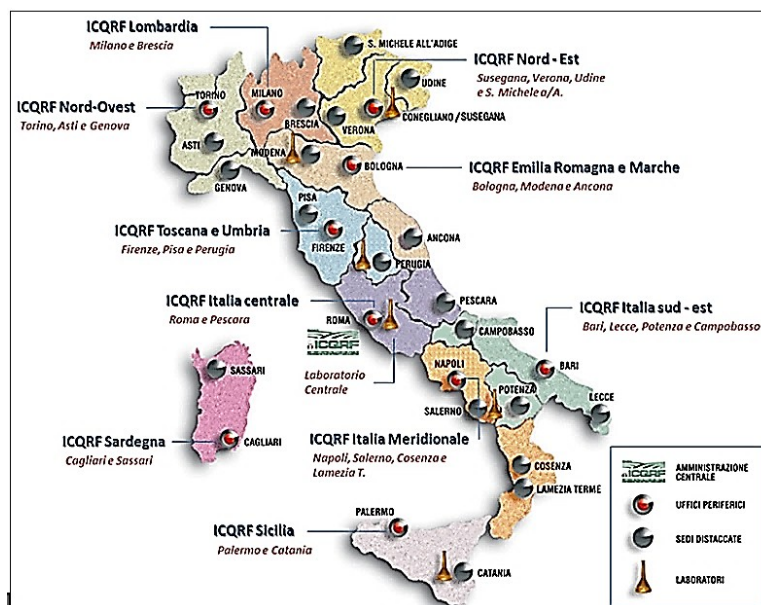 ICQRF Lombardia
Milano e Brescia
S. MICHELE ALL'ADIGE
ICQRF Nord - Est
Susegana, Verona, Udine
e S. Michele a/A.
UDINE
TORINO
MILANO
ICQRF Nord-Ovest
Torino, Asti e Genova
BRESCIA
VERONA
CONEGLIANO / SUSEGANA
ASTI
MODENA
BOLOGNA
ICQRF Emilia Romagna e Marche
Bologna, Modena e Ancona
GENOVA
PISA
ICQRF Toscana e Umbria
Firenze, Pisa e Perugia
FIRENZE
ANCONA
PERUGIA
ICQRF Italia centrale
Roma e Pescara
PESCARA
ICQRF Italia sud - est
Bari, Lecce, Potenza e Campobasso
ROMA
CAMPOBASSO
ICQRF
Laboratorio
Centrale
NAPOLI
BARI
SASSARI
POTENZA
LECCE
SALERNO
ICQRF Sardegna
Cagliari e Sassari
CAGLIARI
ICQRF Italia Meridionale
Napoli, Salerno, Cosenza e
Lamezia T.
COSENZA
LAMEZIA TERME
PALERMO
ICQRF Sicilia
Palermo e Catania
CATANIA
ICQRF
AMMINISTRAZIONE
CENTRALE
UFFICI PERIFERICI
SEDI DISTACCATE
LABORATORI